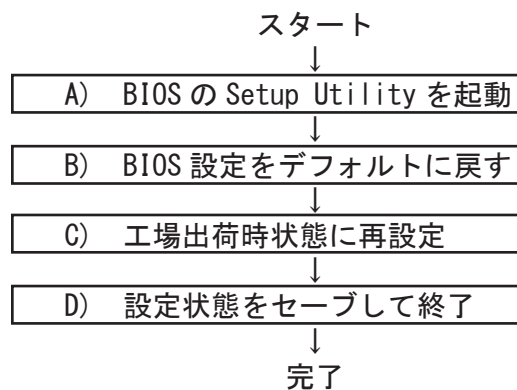 スタート
↓
A) BIOS の Setup Utility を起動
↓
B) BIOS 設定をデフォルトに戻す
↓
C) 工場出荷時状態に再設定
↓
D) 設定状態をセーブして終了
↓
完了